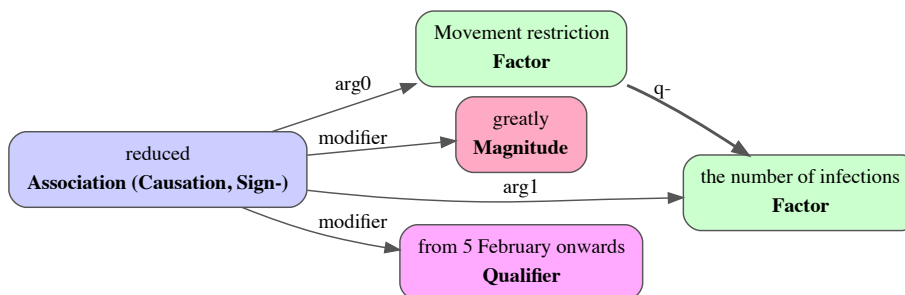 Movement restriction
Factor
arg0
q-
greatly
Magnitude
modifier
reduced
Association (Causation, Sign-)
the number of infections
Factor
arg1
modifier
from 5 February onwards
Qualifier